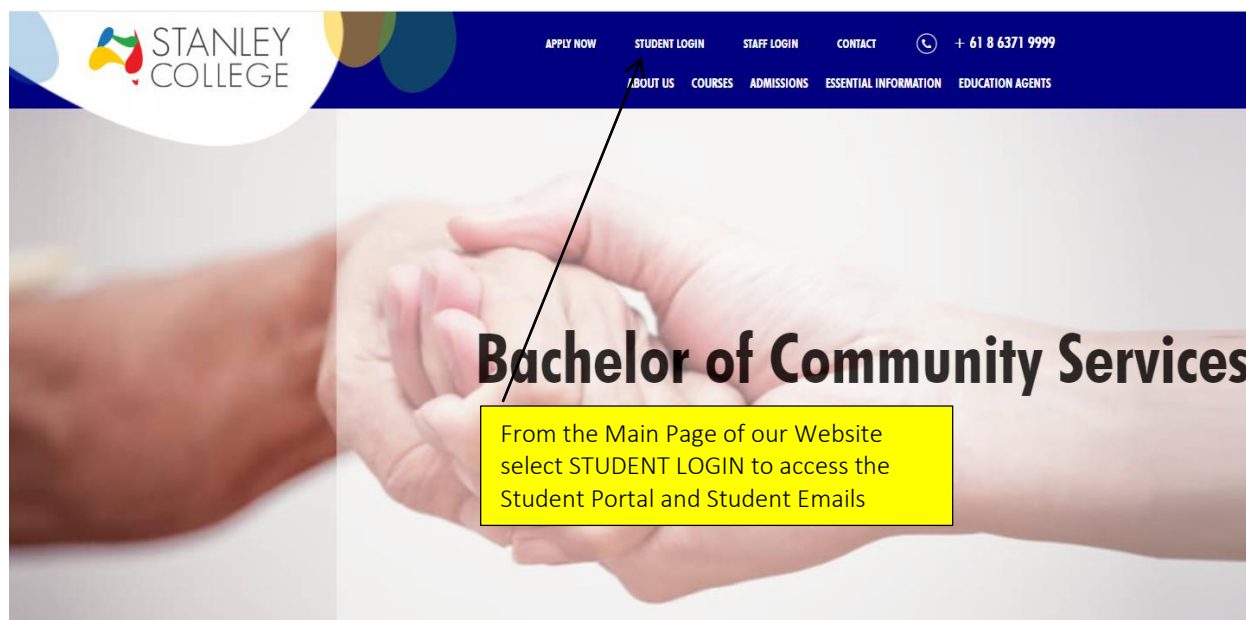 STANLEY
COLLEGE
APPLY NOW STUDENT LOGIN STAFF LOGIN CONTACT + 61 8 6371 9999
ABOUT US COURSES ADMISSIONS ESSENTIAL INFORMATION EDUCATION AGENTS
Bachelor of Community Services
From the Main Page of our Website
select STUDENT LOGIN to access the
Student Portal and Student Emails